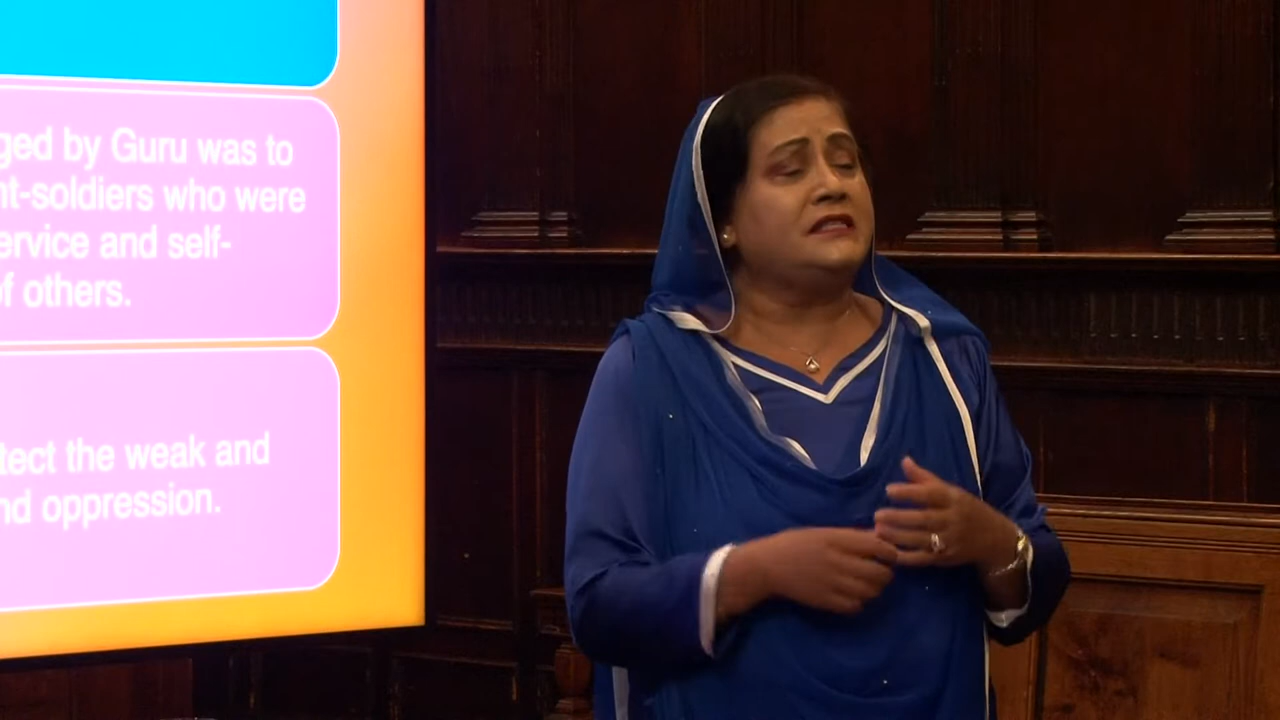 ged by Guru was to
nt-soldiers who were
ervice and self-
of others.
tect the weak and
nd oppression.